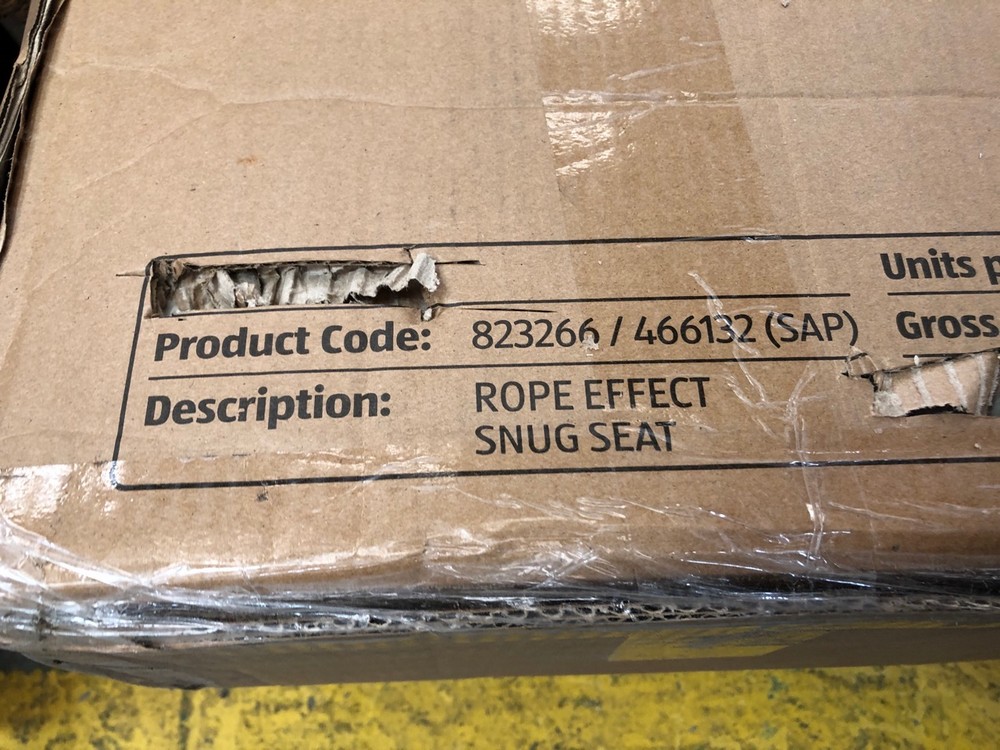 Units p
Product Code: 823266 / 466132 (SAP)
Gross
Description: ROPE EFFECT
SNUG SEAT